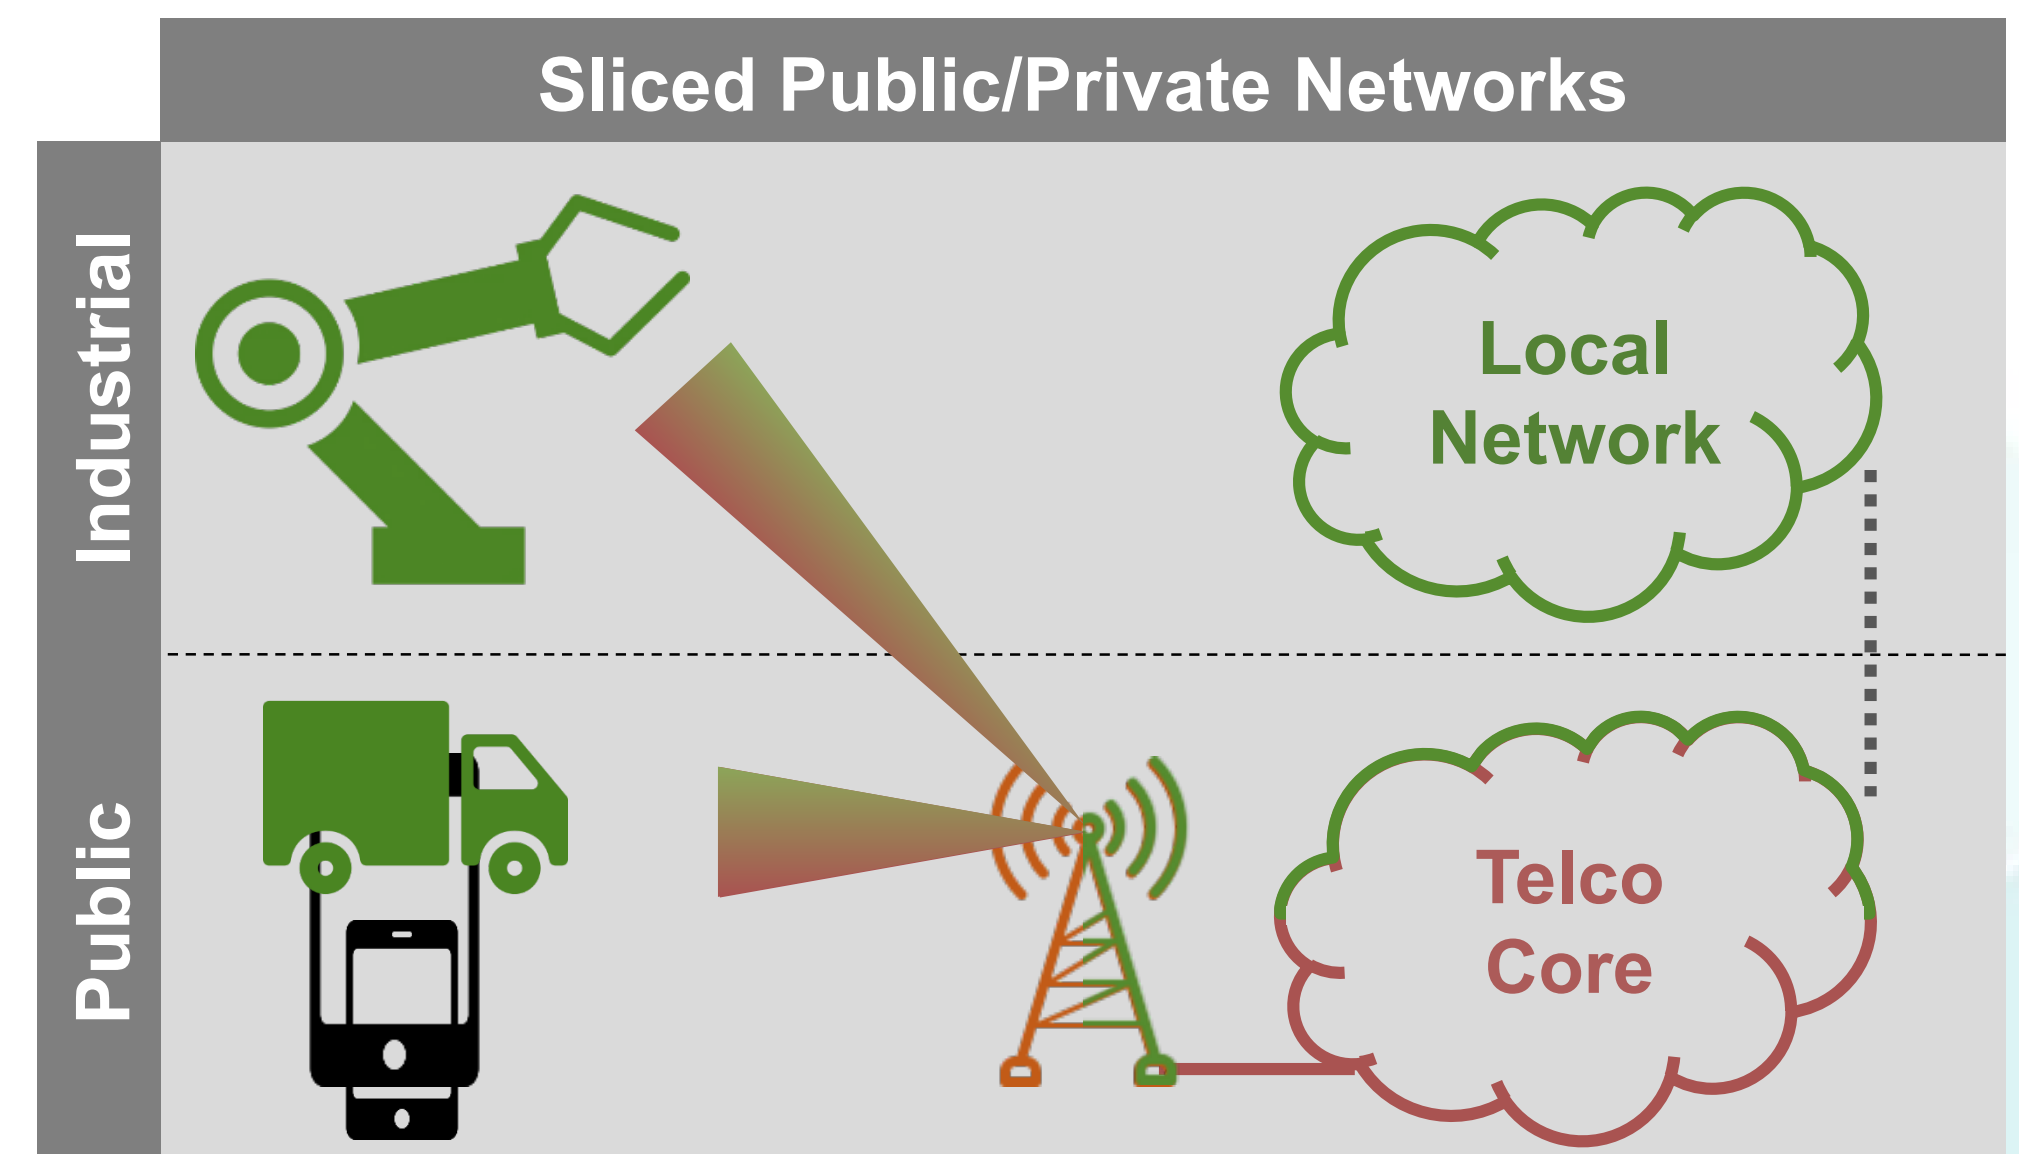 Sliced Public/Private Networks
Industrial
Local
Network
Public
Telco
Core